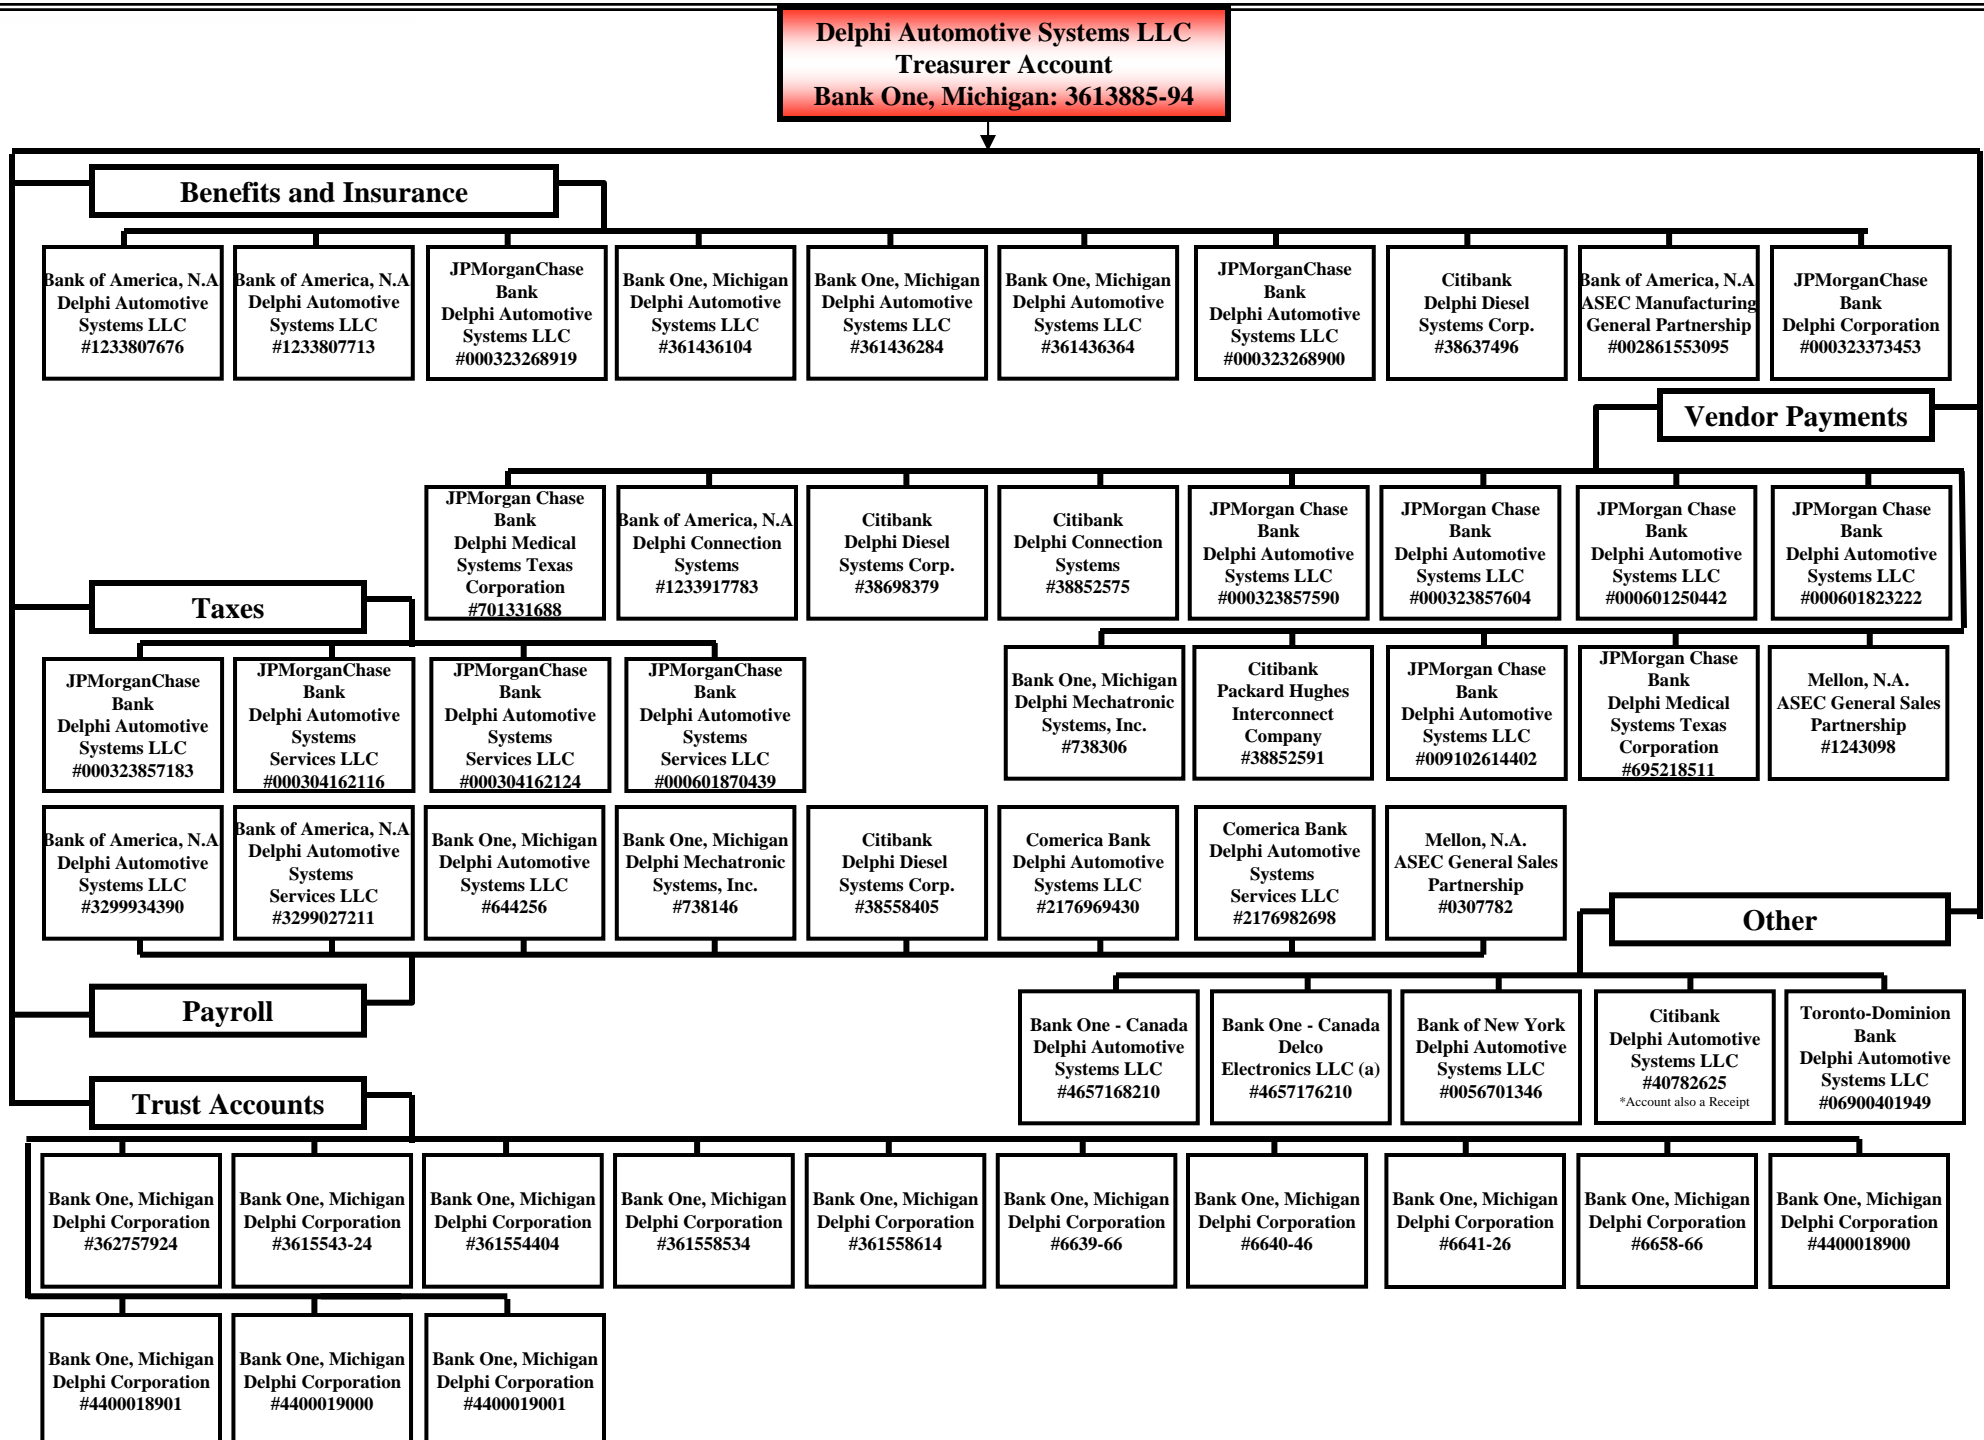 Delphi Automotive Systems LLC
Treasurer Account
Bank One, Michigan: 3613885-94
Benefits and Insurance
Bank of America, N.A
Delphi Automotive
Systems LLC
#1233807676
Bank of America, N.A
Delphi Automotive
Systems LLC
#1233807713
JPMorganChase
Bank
Delphi Automotive
Systems LLC
#000323268919
Bank One, Michigan
Delphi Automotive
Systems LLC
#361436104
Bank One, Michigan
Delphi Automotive
Systems LLC
#361436284
Bank One, Michigan
Delphi Automotive
Systems LLC
#361436364
JPMorganChase
Bank
Delphi Automotive
Systems LLC
#000323268900
Citibank
Delphi Diesel
Systems Corp.
#38637496
Bank of America, N.A
ASEC Manufacturing
General Partnership
#002861553095
JPMorganChase
Bank
Delphi Corporation
#000323373453
Vendor Payments
JPMorgan Chase
Bank
Delphi Medical
Systems Texas
Corporation
#701331688
Bank of America, N.A
Delphi Connection
Systems
#1233917783
Citibank
Delphi Diesel
Systems Corp.
#38698379
Citibank
Delphi Connection
Systems
#38852575
JPMorgan Chase
Bank
Delphi Automotive
Systems LLC
#000323857590
JPMorgan Chase
Bank
Delphi Automotive
Systems LLC
#000323857604
JPMorgan Chase
Bank
Delphi Automotive
Systems LLC
#000601250442
JPMorgan Chase
Bank
Delphi Automotive
Systems LLC
#000601823222
Bank One, Michigan
Delphi Mechatronic
Systems, Inc.
#738306
Citibank
Packard Hughes
Interconnect
Company
#38852591
JPMorgan Chase
Bank
Delphi Automotive
Systems LLC
#009102614402
JPMorgan Chase
Bank
Delphi Medical
Systems Texas
Corporation
#695218511
Mellon, N.A.
ASEC General Sales
Partnership
#1243098
Taxes
JPMorganChase
Bank
Delphi Automotive
Systems LLC
#000323857183
JPMorganChase
Bank
Delphi Automotive
Systems
Services LLC
#000304162116
JPMorganChase
Bank
Delphi Automotive
Systems
Services LLC
#000304162124
JPMorganChase
Bank
Delphi Automotive
Systems
Services LLC
#000601870439
Bank of America, N.A
Delphi Automotive
Systems LLC
#3299934390
Bank of America, N.A
Delphi Automotive
Systems
Services LLC
#3299027211
Bank One, Michigan
Delphi Automotive
Systems LLC
#644256
Bank One, Michigan
Delphi Mechatronic
Systems, Inc.
#738146
Citibank
Delphi Diesel
Systems Corp.
#38558405
Comerica Bank
Delphi Automotive
Systems LLC
#2176969430
Comerica Bank
Delphi Automotive
Systems
Services LLC
#2176982698
Mellon, N.A.
ASEC General Sales
Partnership
#0307782
Payroll
Other
Bank One - Canada
Delphi Automotive
Systems LLC
#4657168210
Bank One - Canada
Delco
Electronics LLC (a)
#4657176210
Bank of New York
Delphi Automotive
Systems LLC
#0056701346
Citibank
Delphi Automotive
Systems LLC
#40782625
*Account also a Receipt
Toronto-Dominion
Bank
Delphi Automotive
Systems LLC
#06900401949
Trust Accounts
Bank One, Michigan
Delphi Corporation
#362757924
Bank One, Michigan
Delphi Corporation
#3615543-24
Bank One, Michigan
Delphi Corporation
#361554404
Bank One, Michigan
Delphi Corporation
#361558534
Bank One, Michigan
Delphi Corporation
#361558614
Bank One, Michigan
Delphi Corporation
#6639-66
Bank One, Michigan
Delphi Corporation
#6640-46
Bank One, Michigan
Delphi Corporation
#6641-26
Bank One, Michigan
Delphi Corporation
#6658-66
Bank One, Michigan
Delphi Corporation
#4400018900
Bank One, Michigan
Delphi Corporation
#4400018901
Bank One, Michigan
Delphi Corporation
#4400019000
Bank One, Michigan
Delphi Corporation
#4400019001